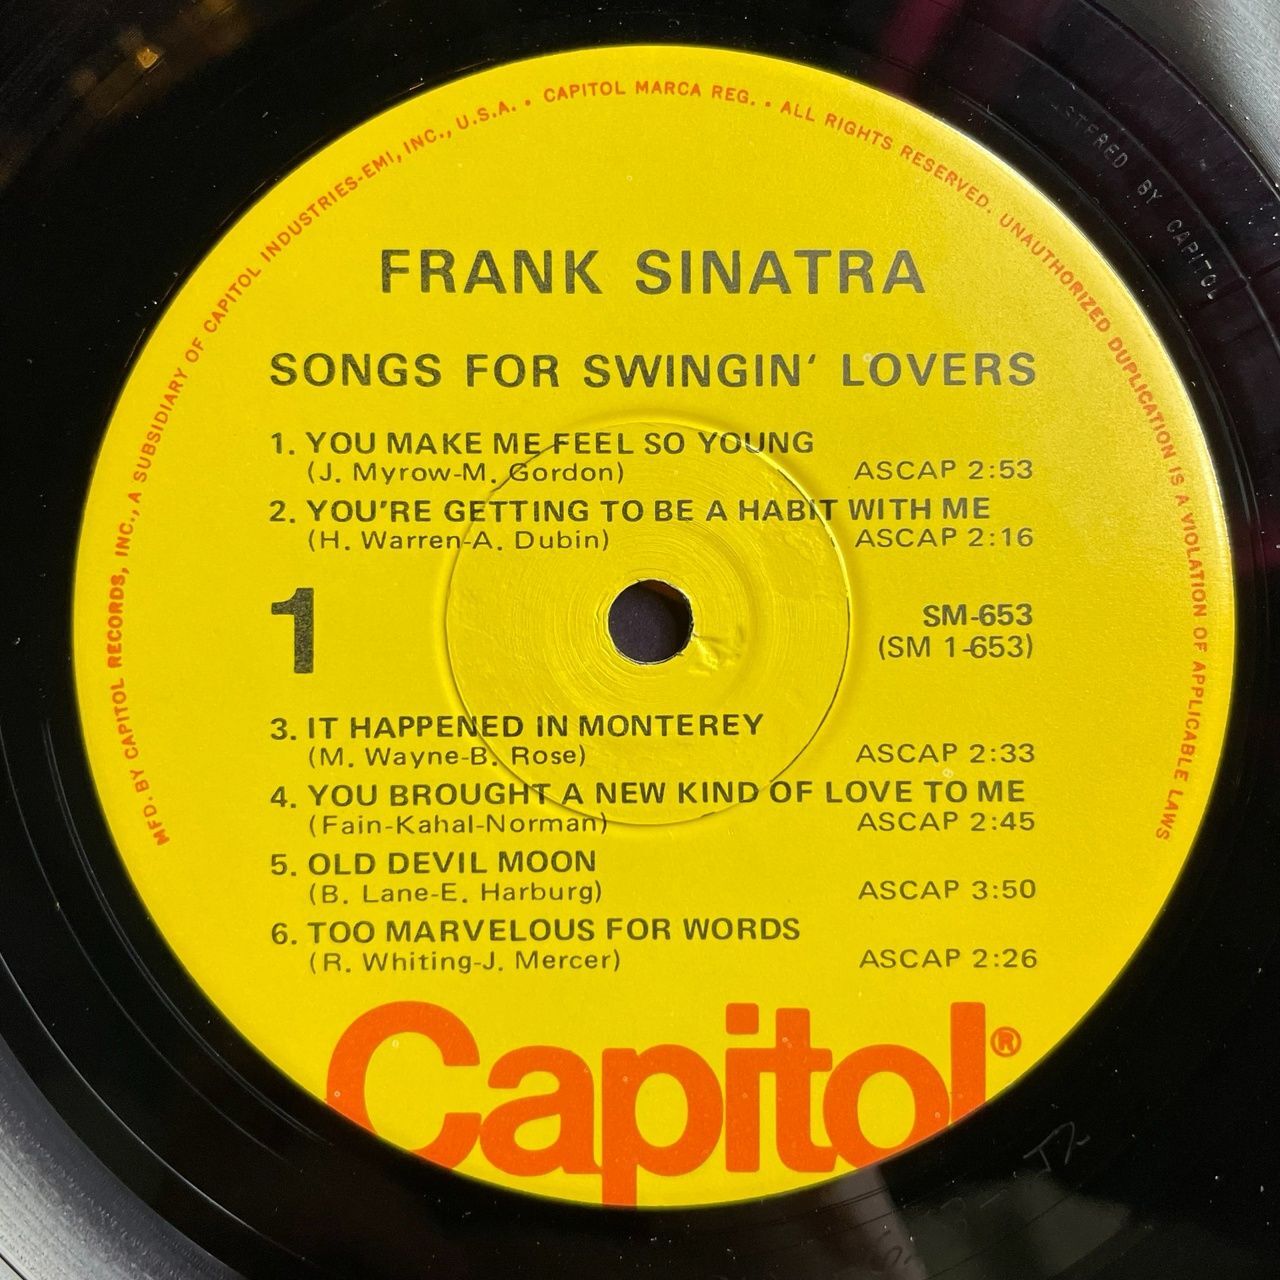 MFD. BY CAPITOL RECORDS, INC., A SUBSIDIARY OF CAPITOL INDUSTRIES-EMI, INC., U.S.A. • CAPITOL MARCA REG. • ALL RIGHTS RESERVED. UNAUTHORIZED DUPLICATION IS A VIOLATION OF APPLICABLE LAWS
BY CAPITOL
FRANK SINATRA
SONGS FOR SWINGIN' LOVERS
1. YOU MAKE ME FEEL SO YOUNG
(J. Myrow-M. Gordon) ASCAP 2:53
2. YOU'RE GETTING TO BE A HABIT WITH ME
(H. Warren-A. Dubin) ASCAP 2:16
1
SM-653
(SM 1-653)
3. IT HAPPENED IN MONTEREY
(M. Wayne-B. Rose) ASCAP 2:33
4. YOU BROUGHT A NEW KIND OF LOVE TO ME
(Fain-Kahal-Norman) ASCAP 2:45
5. OLD DEVIL MOON
(B. Lane-E. Harburg) ASCAP 3:50
6. TOO MARVELOUS FOR WORDS
(R. Whiting-J. Mercer) ASCAP 2:26
Capitol®